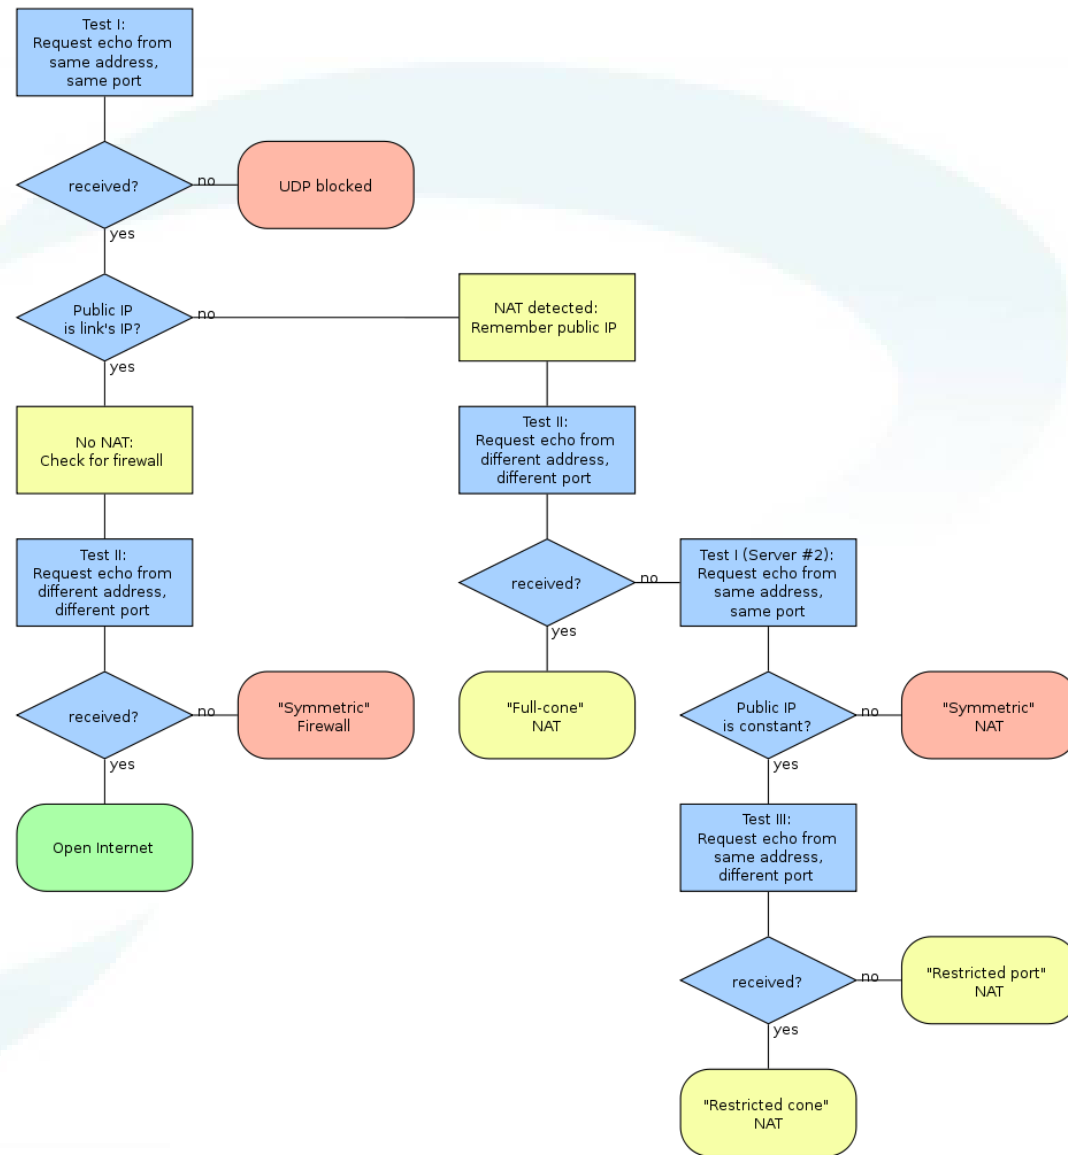 Test I:
Request echo from
same address,
same port
received?
no
UDP blocked
yes
Public IP
is link's IP?
no
NAT detected:
Remember public IP
yes
No NAT:
Check for firewall
Test II:
Request echo from
different address,
different port
Test II:
Request echo from
different address,
different port
received?
no
Test I (Server #2):
Request echo from
same address,
same port
yes
received?
no
"Symmetric"
Firewall
"Full-cone"
NAT
Public IP
is constant?
no
"Symmetric"
NAT
yes
yes
Open Internet
Test III:
Request echo from
same address,
different port
received?
no
"Restricted port"
NAT
yes
"Restricted cone"
NAT